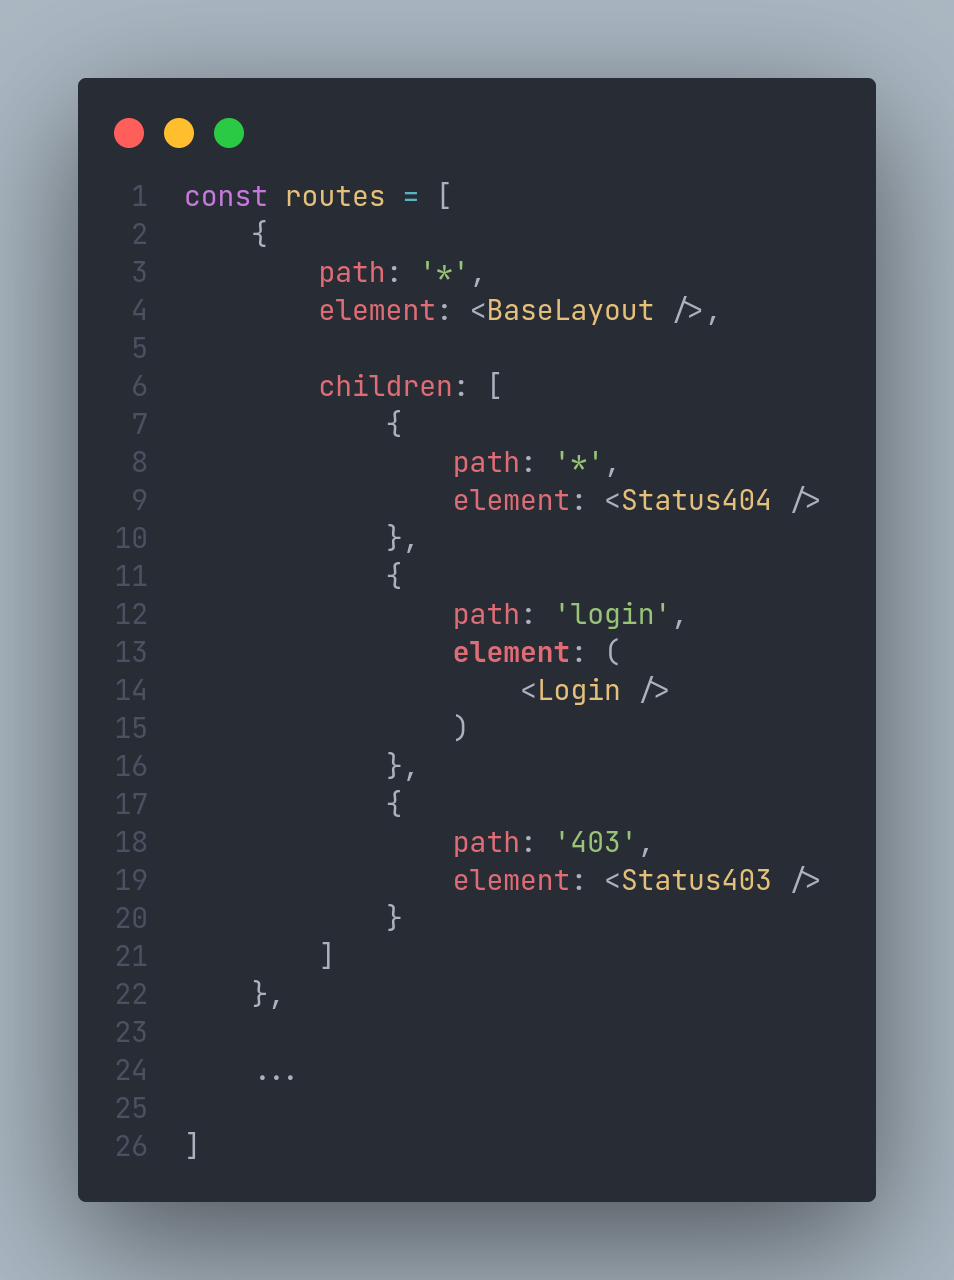 1 const routes = [
2     {
3         path: '*',
4         element: <BaseLayout />,
5
6         children: [
7             {
8                 path: '*',
9                 element: <Status404 />
10             },
11             {
12                 path: 'login',
13                 element: (
14                     <Login />
15                 )
16             },
17             {
18                 path: '403',
19                 element: <Status403 />
20             }
21         ]
22     },
23
24     ...
25
26 ]